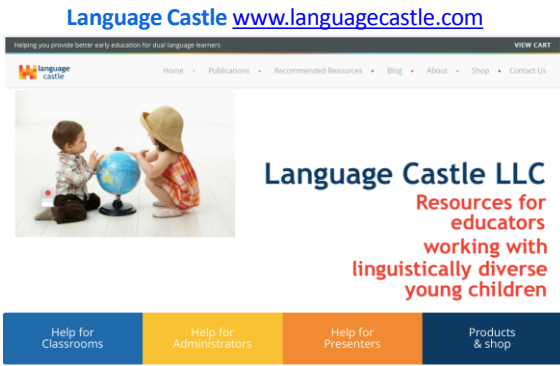 Language Castle www.languagecastle.com
Helping you provide better early education for dual language learners VIEW CART
language
castle
Home • Publications • Recommended Resources • Blog • About • Shop • Contact Us
Language Castle LLC
Resources for
educators
working with
linguistically diverse
young children
Help for
Classrooms
Help for
Administrators
Help for
Presenters
Products
& shop